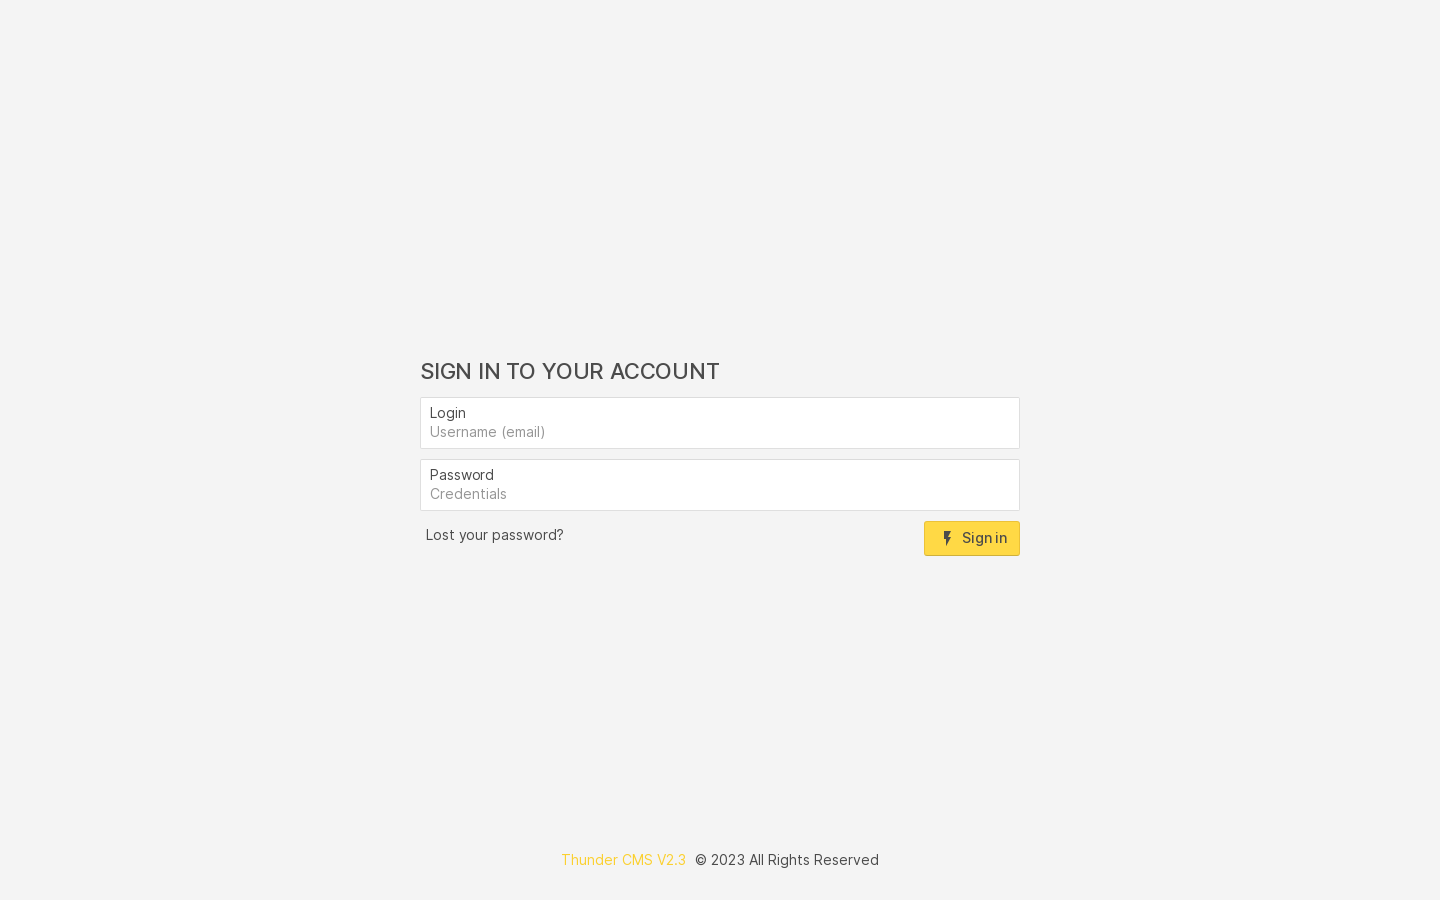 SIGN IN TO YOUR ACCOUNT
Login
Username (email)
Password
Credentials
Lost your password?
Sign in
Thunder CMS V2.3 © 2023 All Rights Reserved